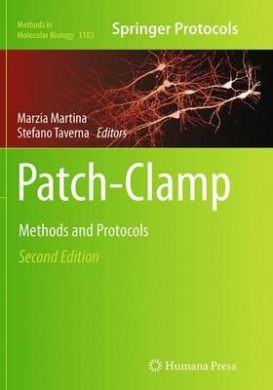 Methods in
Molecular Biology 1183
Springer Protocols
Marzia Martina
Stefano Taverna Editors
Patch-Clamp
Methods and Protocols
Second Edition
Humana Press